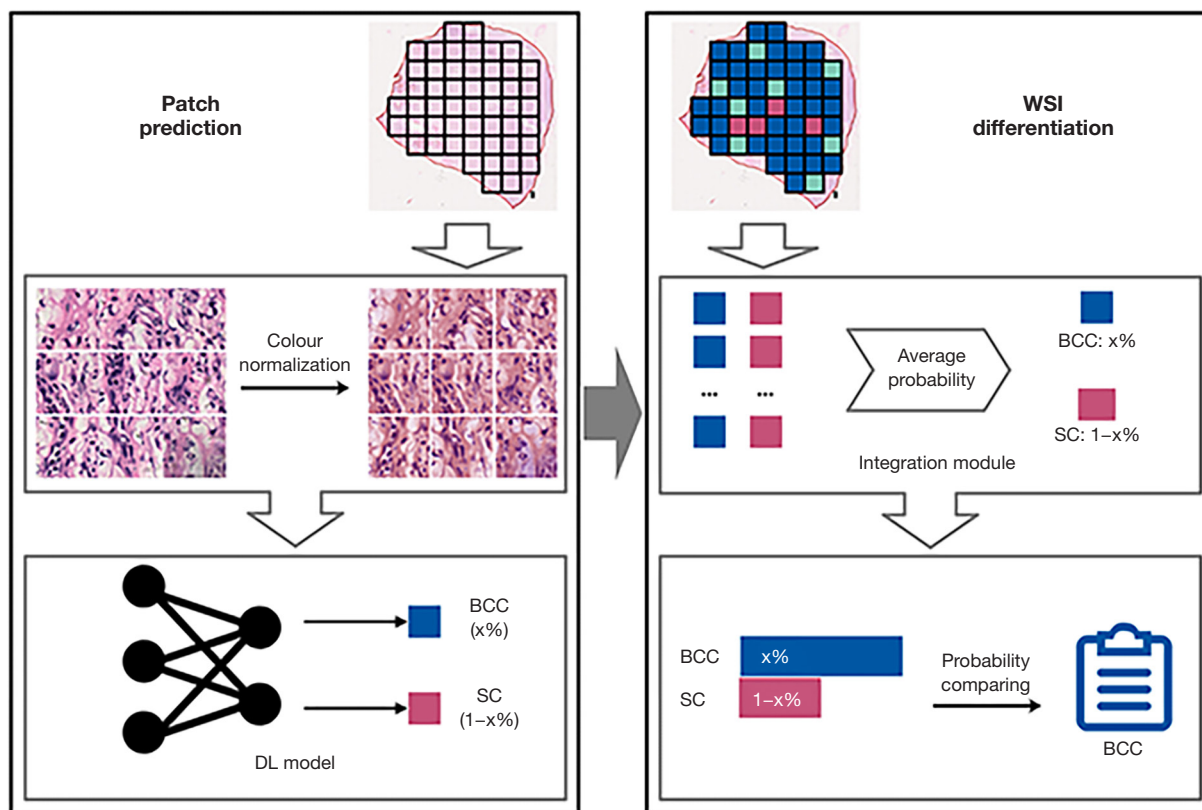 Patch
prediction
Colour
normalization
BCC
(x%)
SC
(1−x%)
DL model
WSI
differentiation
Average
probability
BCC: x%
SC: 1−x%
...
...
Integration module
BCC
x%
SC
1−x%
Probability
comparing
BCC